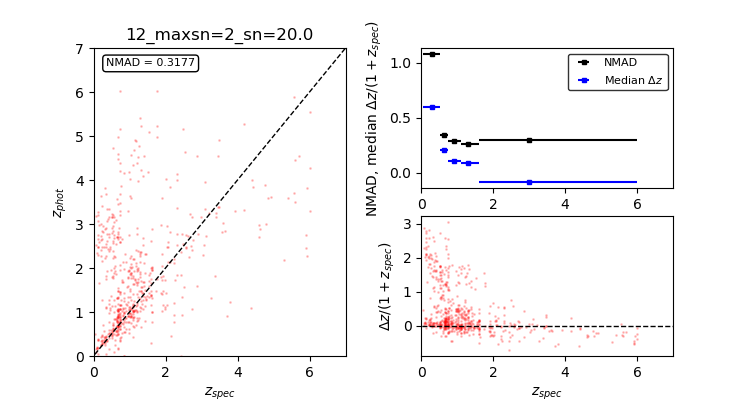 12_maxsn=2_sn=20.0
NMAD = 0.3177
7
6
5
4
3
2
1
0
z_phot
0 2 4 6
z_spec
NMAD, median Δz/(1 + z_spec)
1.0
0.5
0.0
NMAD
Median Δz
0 2 4 6
Δz/(1 + z_spec)
3
2
1
0
0 2 4 6
z_spec